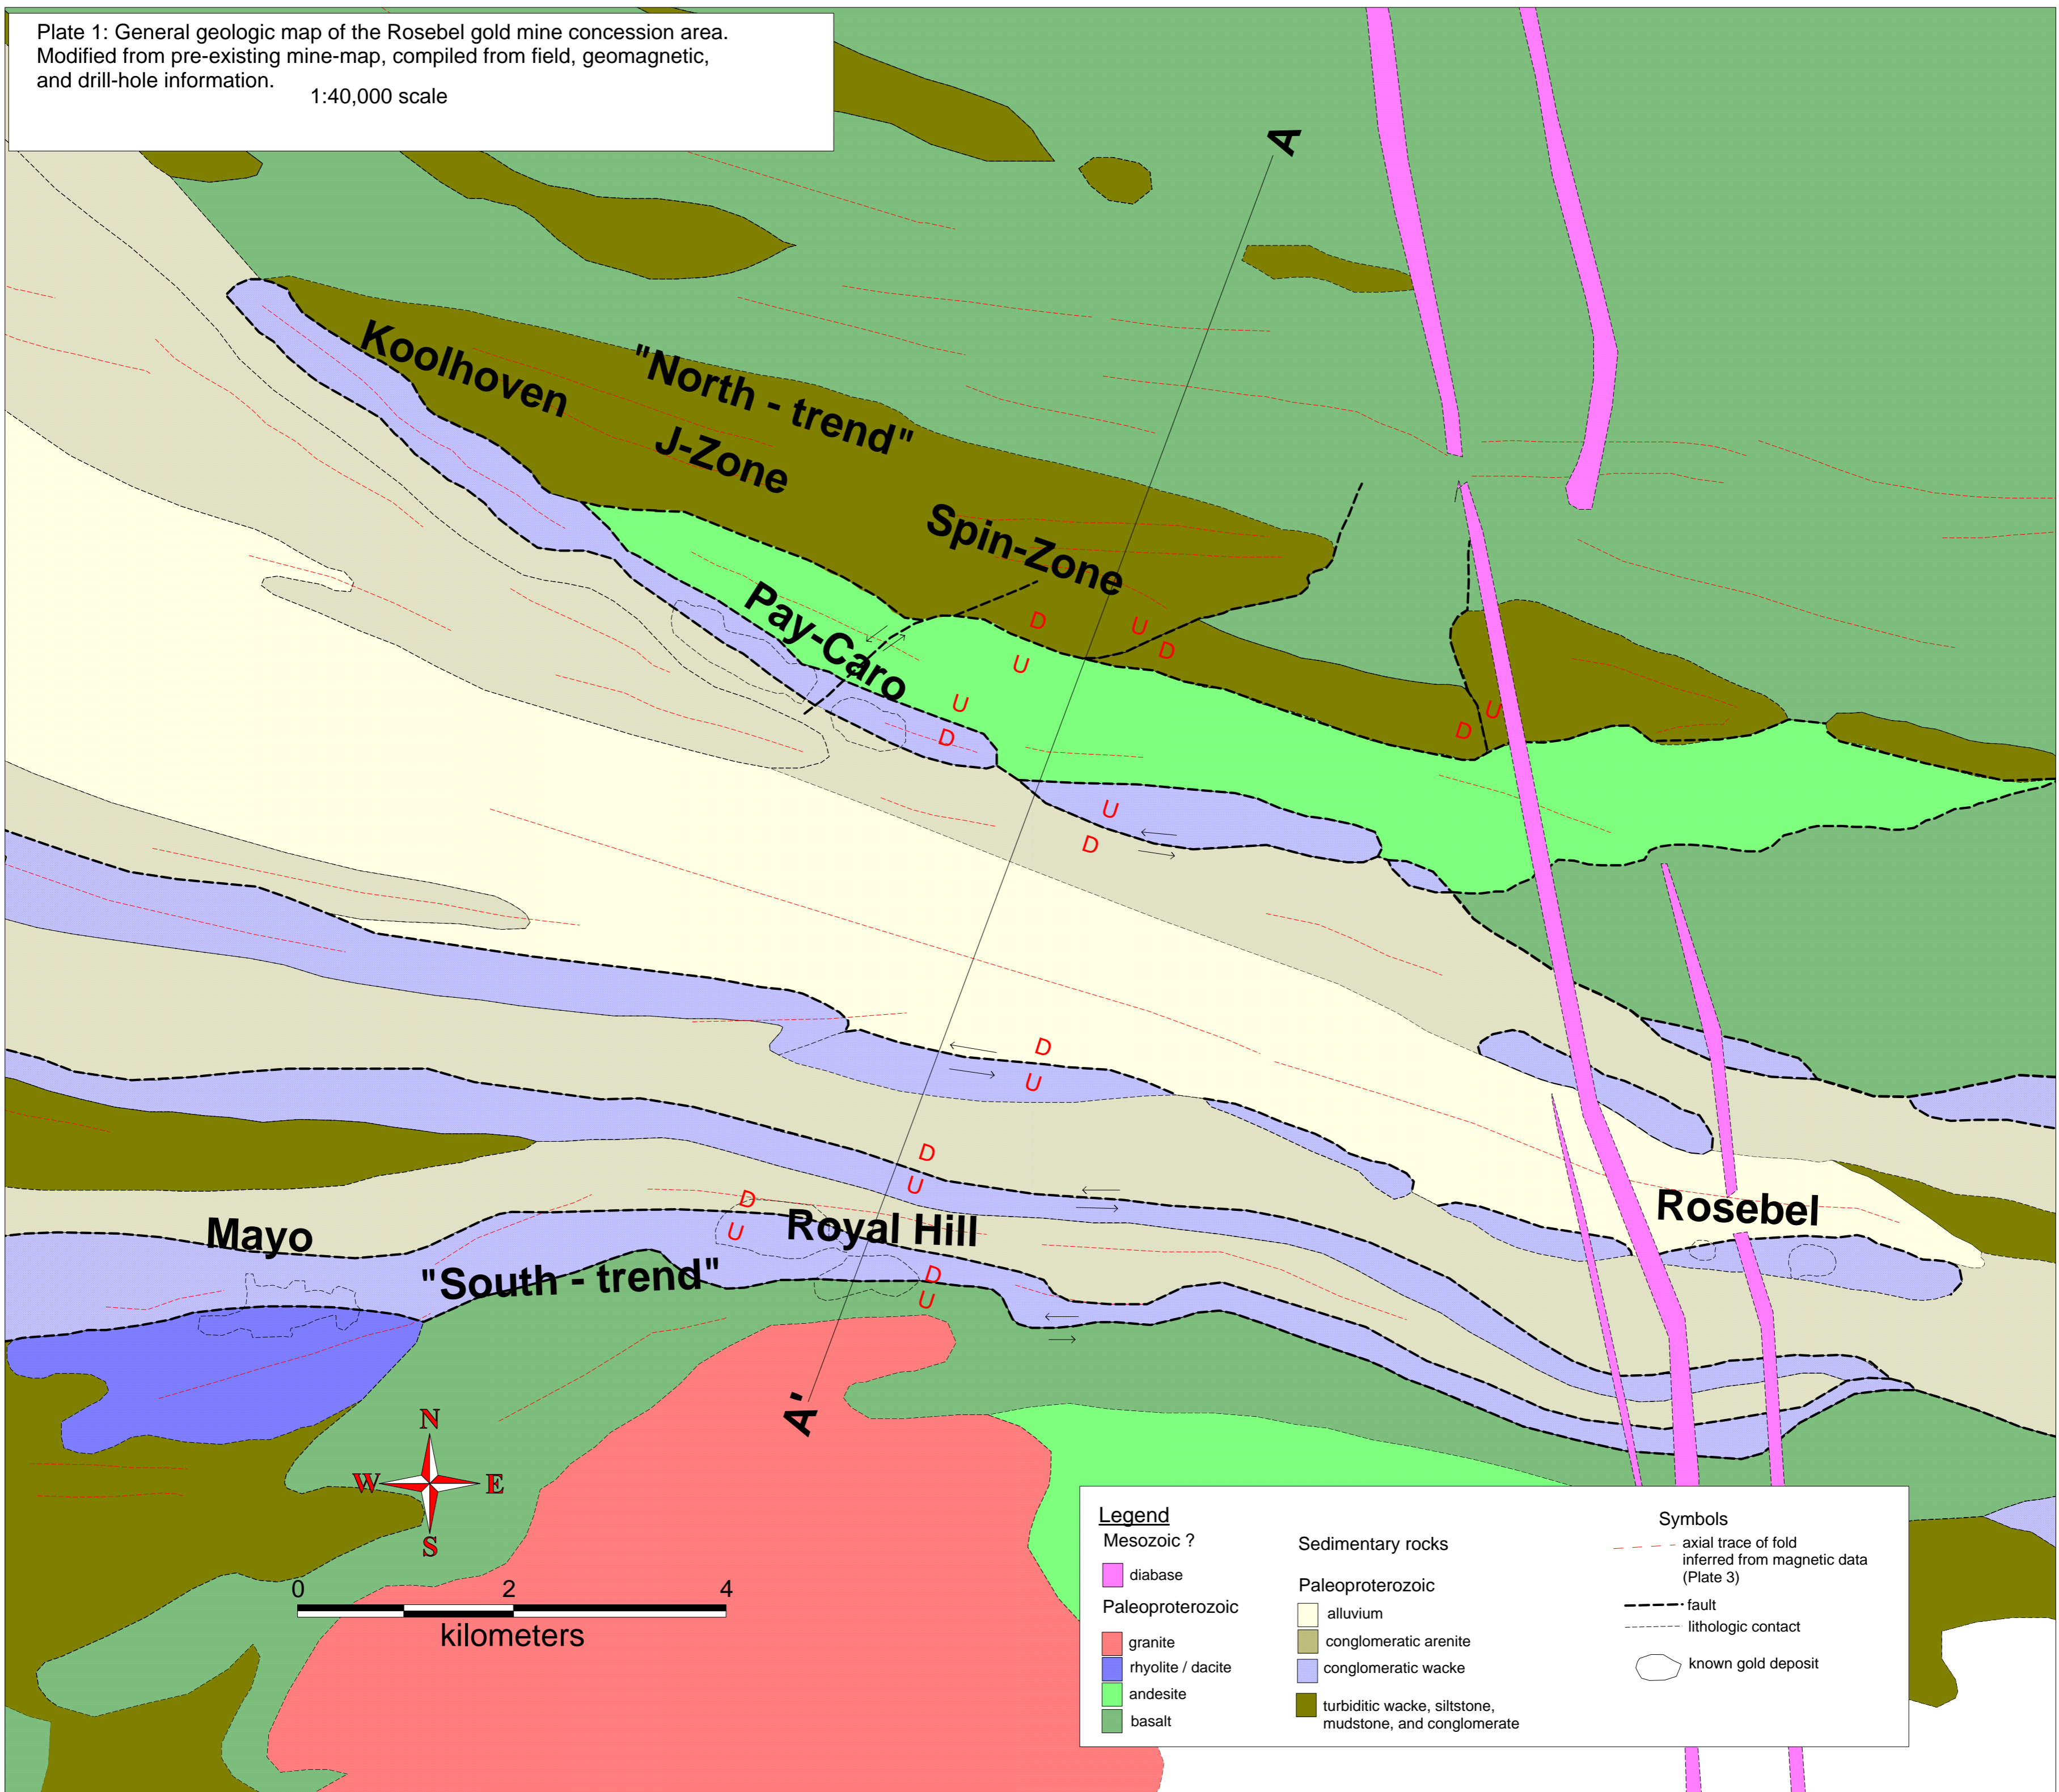 Plate 1: General geologic map of the Rosebel gold mine concession area.
Modified from pre-existing mine-map, compiled from field, geomagnetic,
and drill-hole information.
1:40,000 scale
A
Koolhoven
"North - trend"
J-Zone
Spin-Zone
Pay-Caro
D
U
U
D
U
D
U
D
U
D
U
D
D
U
D
U
D
U
Mayo
Royal Hill
Rosebel
"South - trend"
D
U
A'
N
W
E
S
0 2 4
kilometers
Legend
Mesozoic ?
diabase
Paleoproterozoic
granite
rhyolite / dacite
andesite
basalt
Sedimentary rocks
Paleoproterozoic
alluvium
conglomeratic arenite
conglomeratic wacke
turbiditic wacke, siltstone,
mudstone, and conglomerate
Symbols
axial trace of fold
inferred from magnetic data
(Plate 3)
fault
lithologic contact
known gold deposit